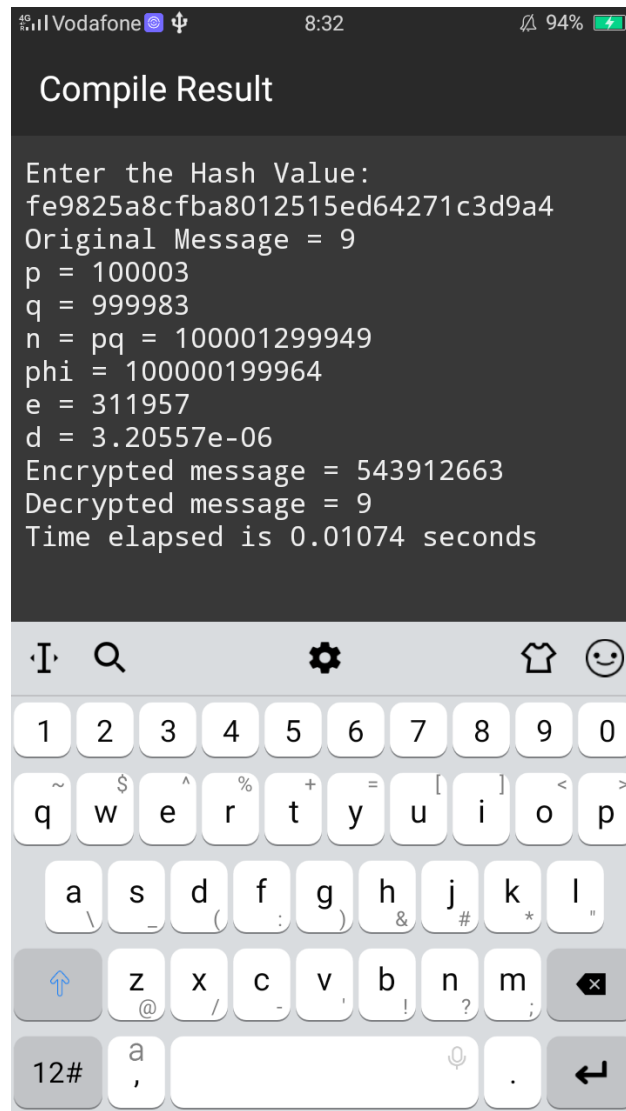 4G R Vodafone 8:32 94%
Compile Result
Enter the Hash Value:
fe9825a8cfba8012515ed64271c3d9a4
Original Message = 9
p = 100003
q = 999983
n = pq = 100001299949
phi = 100000199964
e = 311957
d = 3.20557e-06
Encrypted message = 543912663
Decrypted message = 9
Time elapsed is 0.01074 seconds
1 2 3 4 5 6 7 8 9 0
~ $ ^ % + = [ ] < >
q w e r t y u i o p
a s d f g h j k l
\ _ ( : ) & # * "
z x c v b n m
@ / - ' ! ? ;
12# a , .